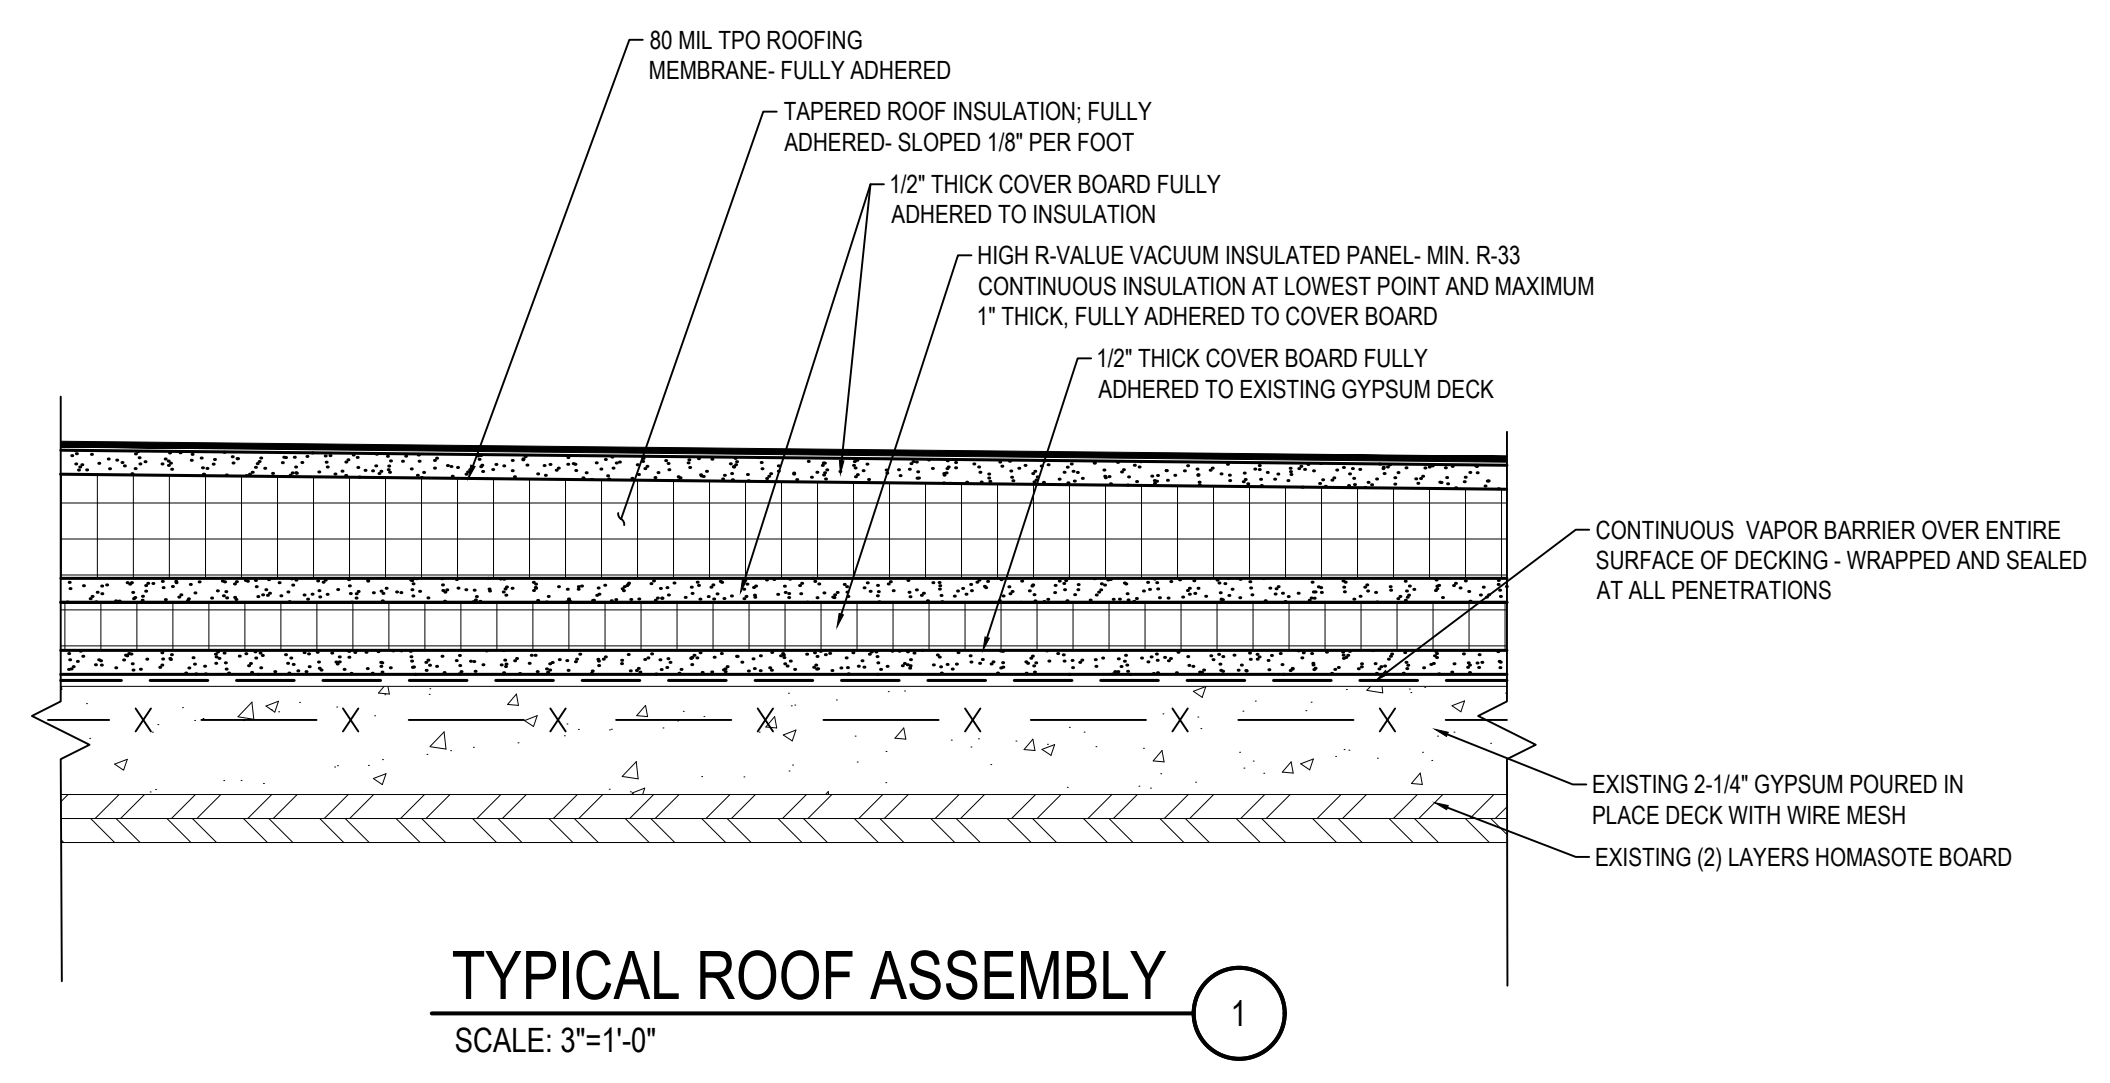 80 MIL TPO ROOFING
MEMBRANE- FULLY ADHERED
TAPERED ROOF INSULATION; FULLY
ADHERED- SLOPED 1/8" PER FOOT
1/2" THICK COVER BOARD FULLY
ADHERED TO INSULATION
HIGH R-VALUE VACUUM INSULATED PANEL- MIN. R-33
CONTINUOUS INSULATION AT LOWEST POINT AND MAXIMUM
1" THICK, FULLY ADHERED TO COVER BOARD
1/2" THICK COVER BOARD FULLY
ADHERED TO EXISTING GYPSUM DECK
CONTINUOUS VAPOR BARRIER OVER ENTIRE
SURFACE OF DECKING - WRAPPED AND SEALED
AT ALL PENETRATIONS
EXISTING 2-1/4" GYPSUM POURED IN
PLACE DECK WITH WIRE MESH
EXISTING (2) LAYERS HOMASOTE BOARD
TYPICAL ROOF ASSEMBLY
1
SCALE: 3"=1'-0"